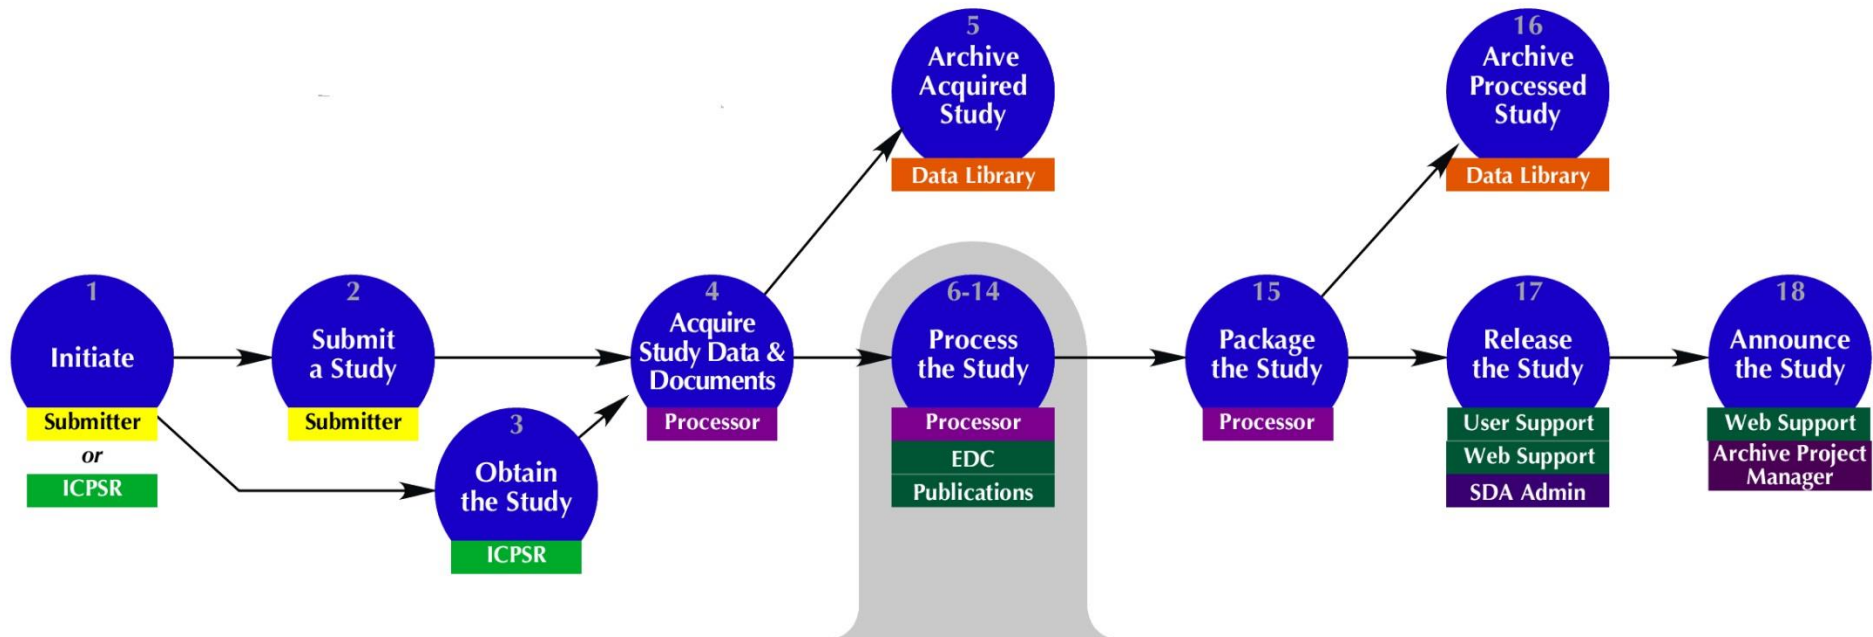 1
Initiate
Submitter
or
ICPSR
2
Submit
a Study
Submitter
3
Obtain
the Study
ICPSR
4
Acquire
Study Data &
Documents
Processor
5
Archive
Acquired
Study
Data Library
6-14
Process
the Study
Processor
EDC
Publications
15
Package
the Study
Processor
16
Archive
Processed
Study
Data Library
17
Release
the Study
User Support
Web Support
SDA Admin
18
Announce
the Study
Web Support
Archive Project
Manager